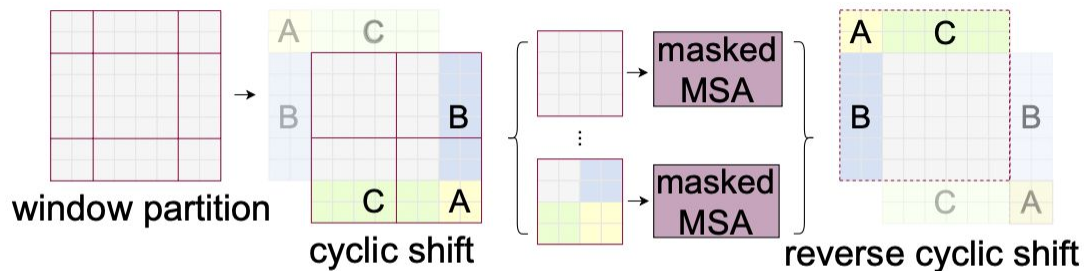 window partition
A C
B
B
C A
cyclic shift
masked
MSA
⋮
masked
MSA
A C
B B
C A
reverse cyclic shift